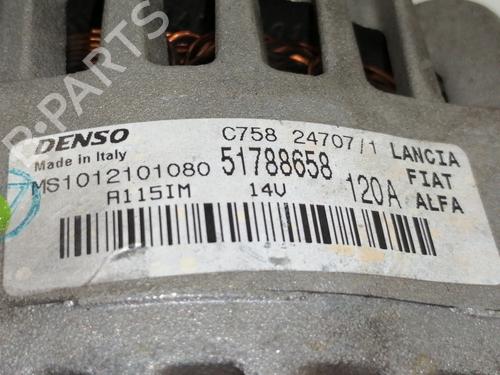 B-PARTS
DENSO
Made in Italy
C758 24707/1
LANCIA
MS1012101080
51788658
FIAT
A115IM
14V
120A
ALFA